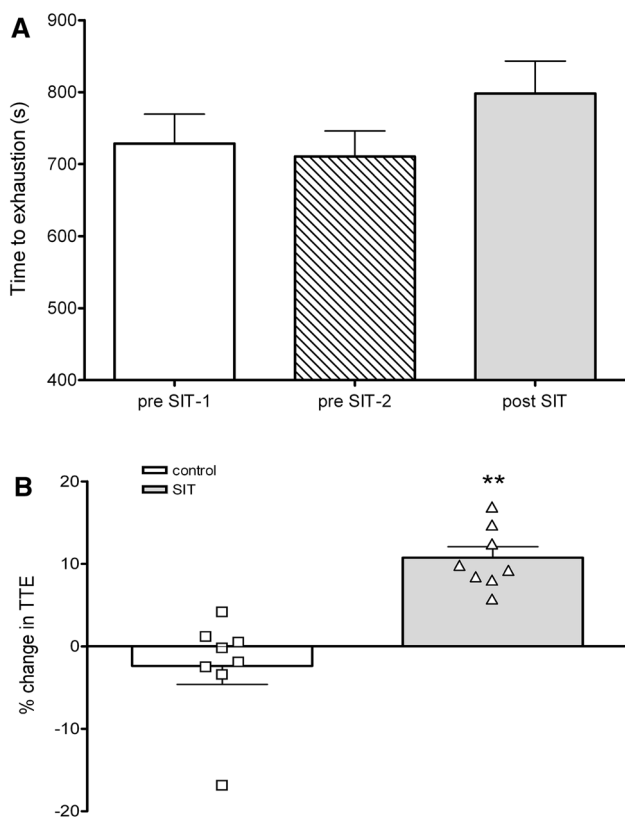 A
900
800
700
600
500
400
Time to exhaustion (s)
pre SIT-1
pre SIT-2
post SIT
B
control
SIT
20
10
0
-10
-20
% change in TTE
**